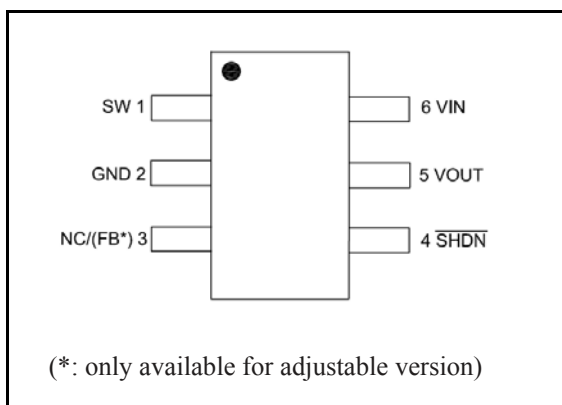 SW 1
6 VIN
GND 2
5 VOUT
NC/(FB*) 3
4 SHDN
(*: only available for adjustable version)